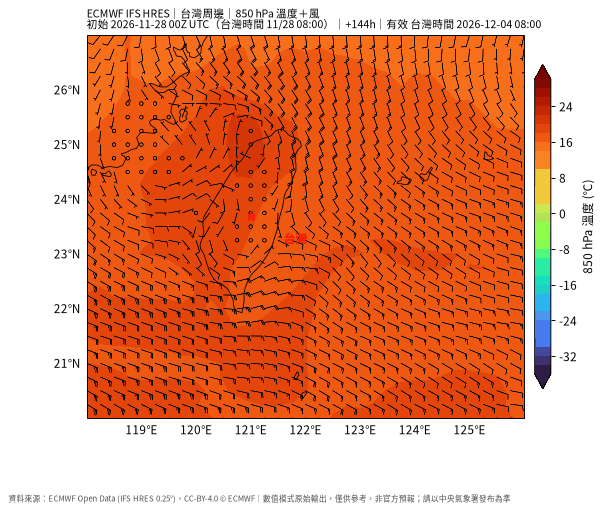 ECMWF IFS HRES｜台灣周邊｜850 hPa 溫度＋風
初始 2026-11-28 00Z UTC（台灣時間 11/28 08:00）｜+144h｜有效 台灣時間 2026-12-04 08:00
26°N
25°N
24°N
23°N
22°N
21°N
119°E 120°E 121°E 122°E 123°E 124°E 125°E
台灣
24
16
8
0
-8
-16
-24
-32
850 hPa 溫度 (°C)
資料來源：ECMWF Open Data (IFS HRES 0.25°)，CC-BY-4.0 © ECMWF｜數值模式原始輸出，僅供參考，非官方預報；請以中央氣象署發布為準